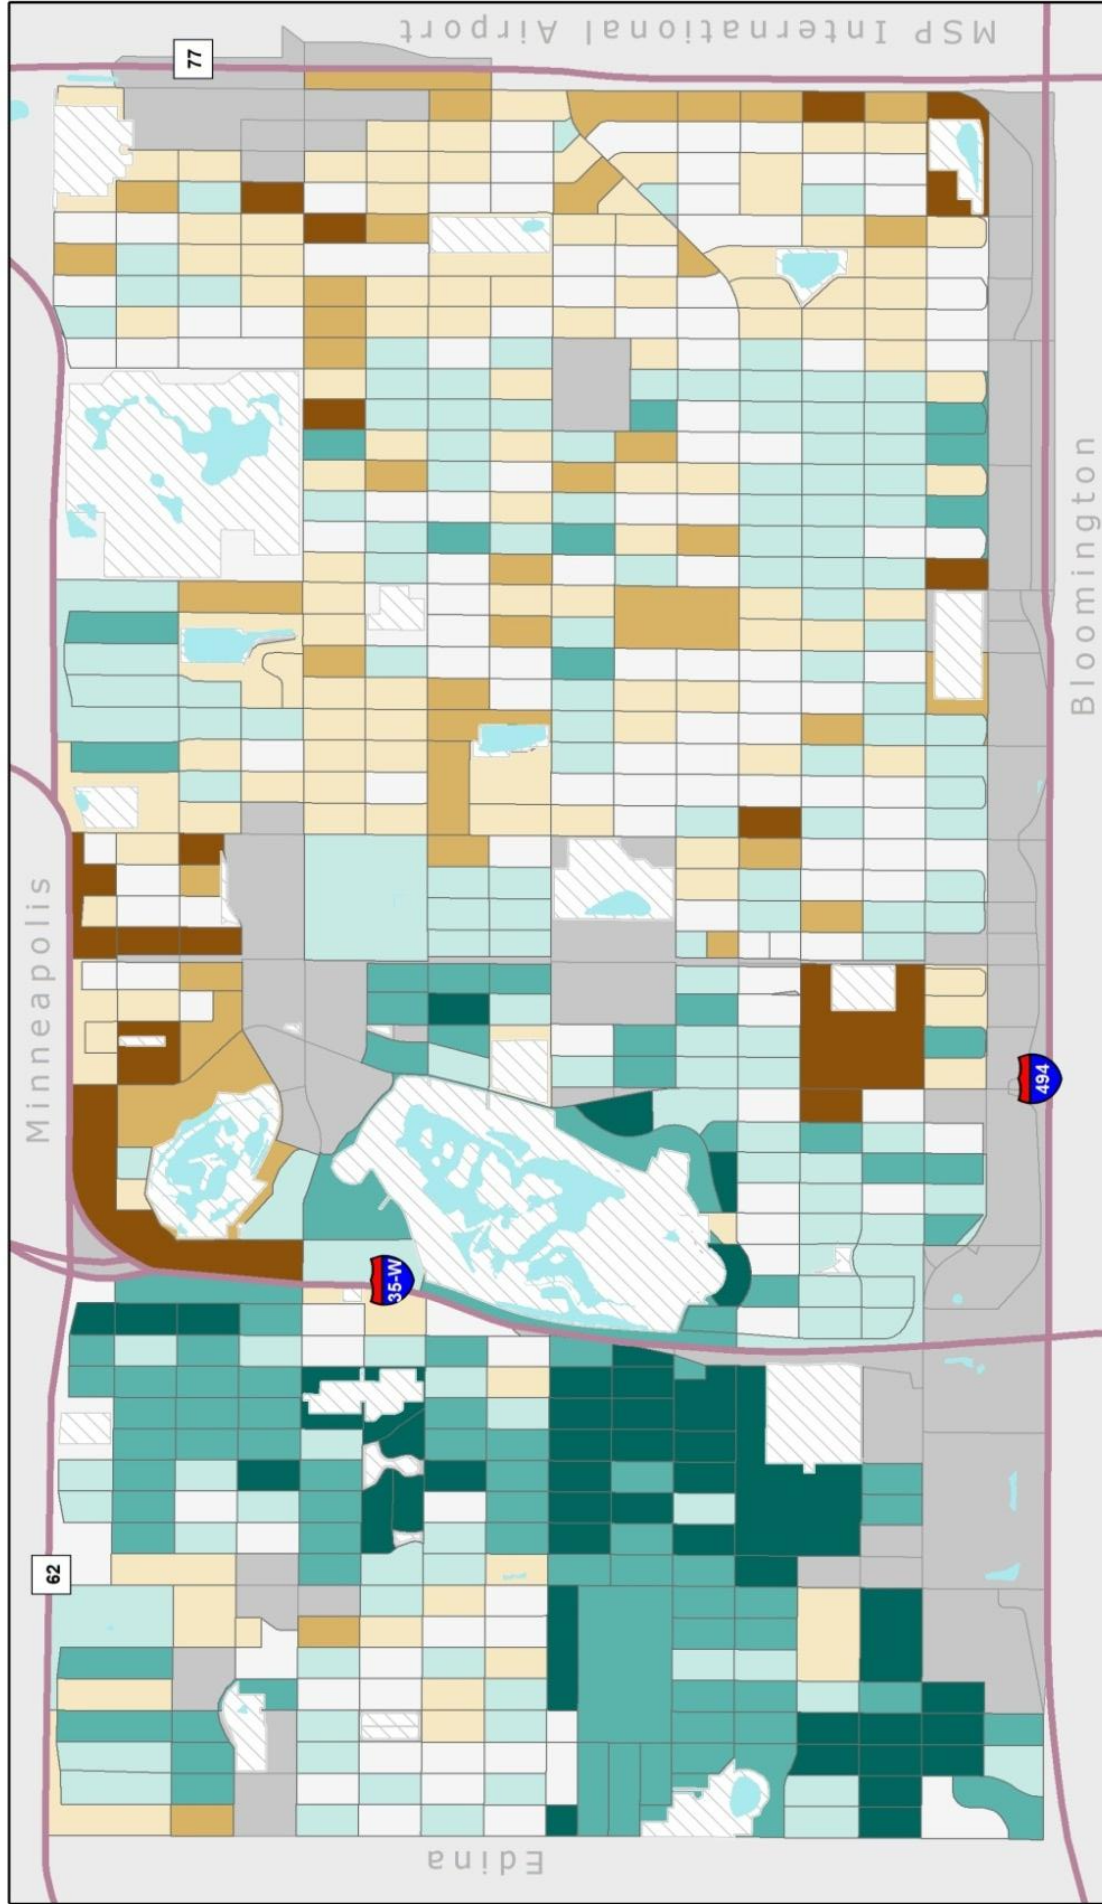 MSP International Airport
77
Minneapolis
Bloomington
494
35-W
62
Edina